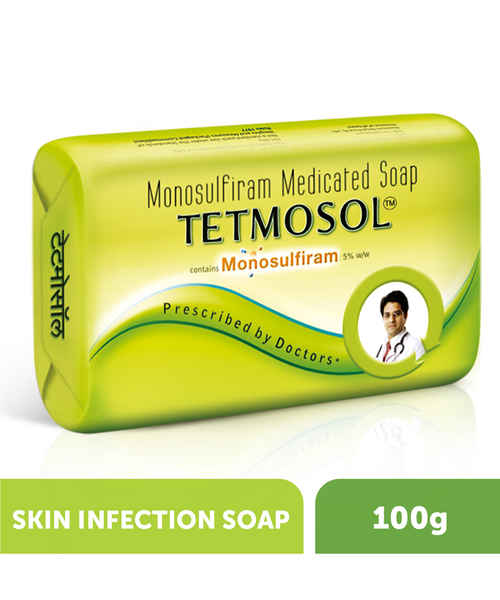 Monosulfiram Medicated Soap
TETMOSOL™
contains Monosulfiram 5% w/w
Prescribed by Doctors*
टेटमोसॉल
SKIN INFECTION SOAP
100g